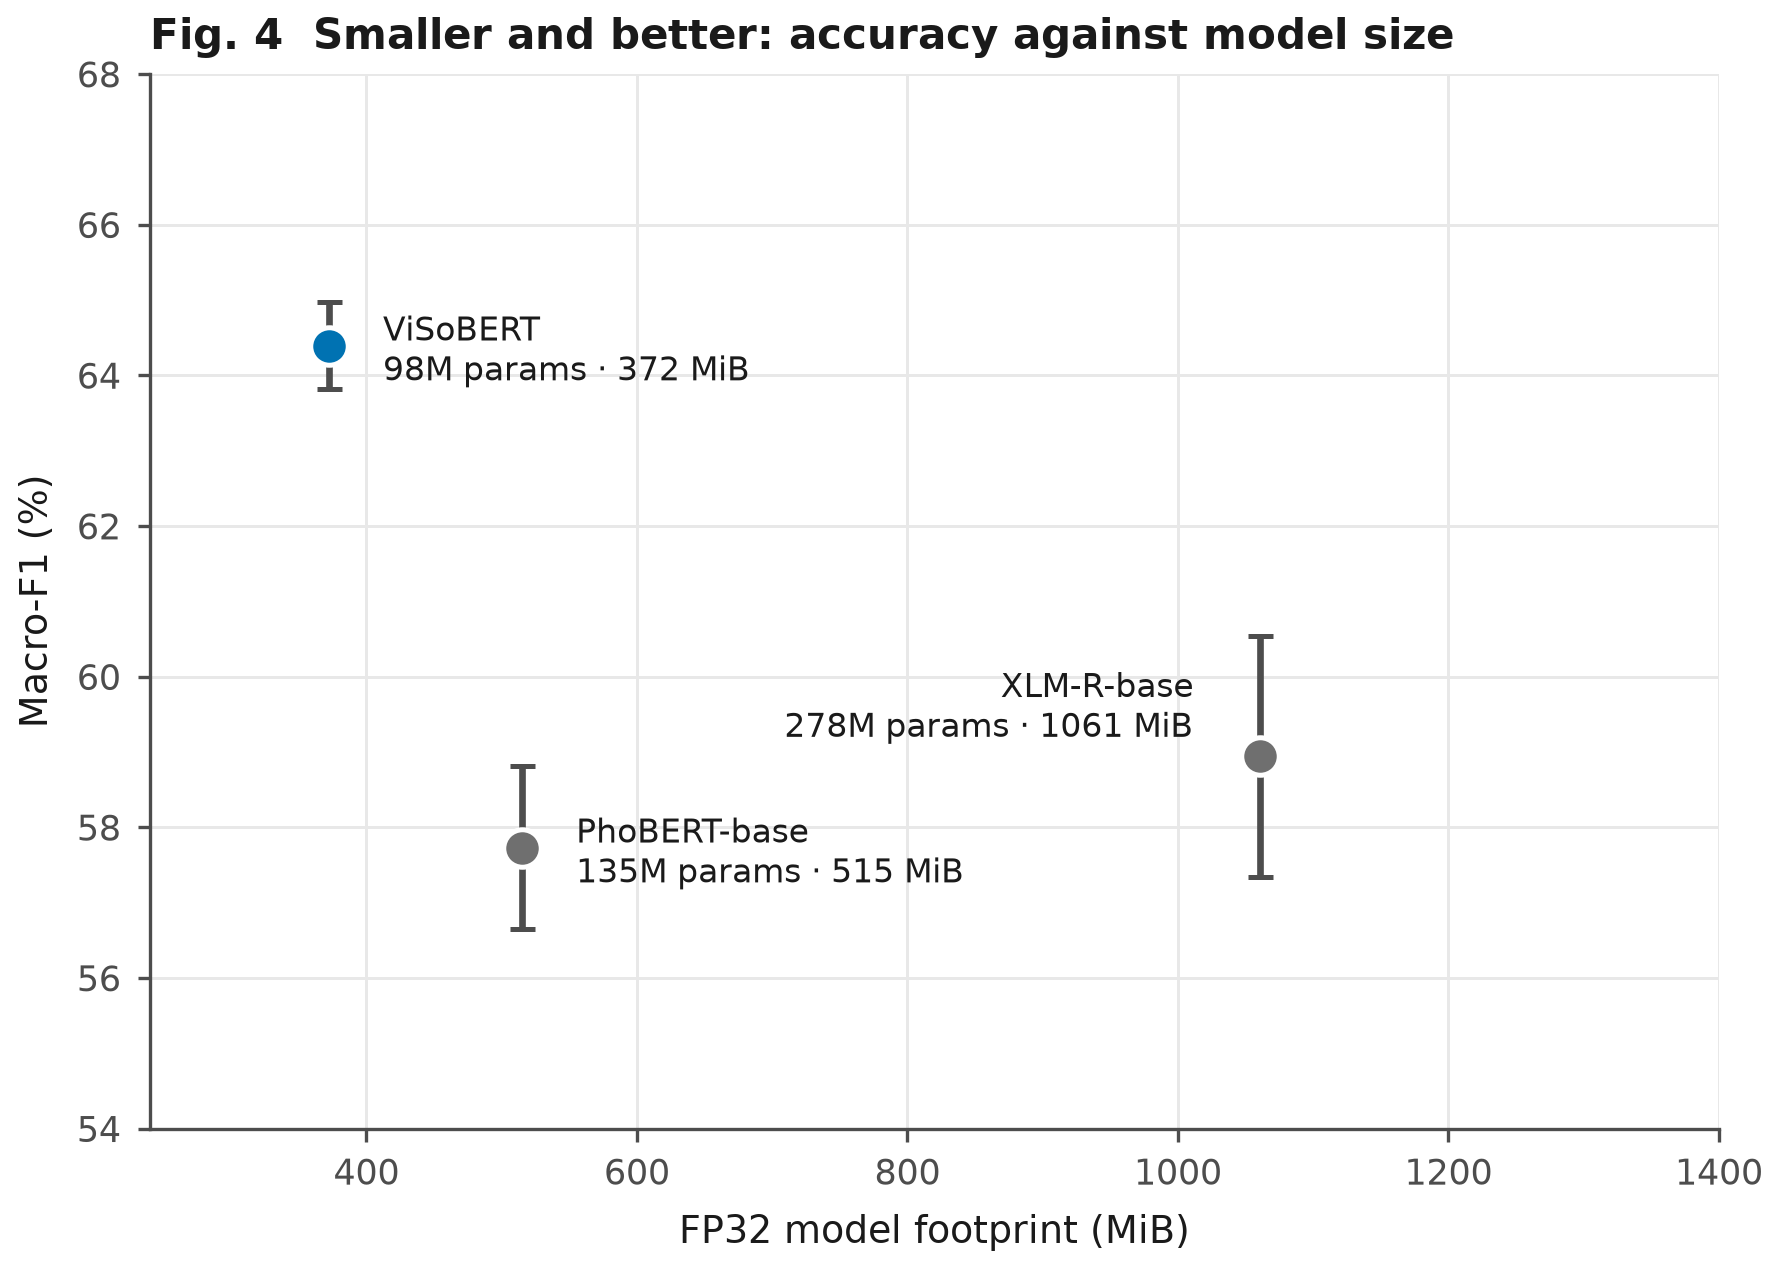 Fig. 4  Smaller and better: accuracy against model size
68
66
64
62
60
58
56
54
Macro-F1 (%)
ViSoBERT
98M params · 372 MiB
XLM-R-base
278M params · 1061 MiB
PhoBERT-base
135M params · 515 MiB
400 600 800 1000 1200 1400
FP32 model footprint (MiB)